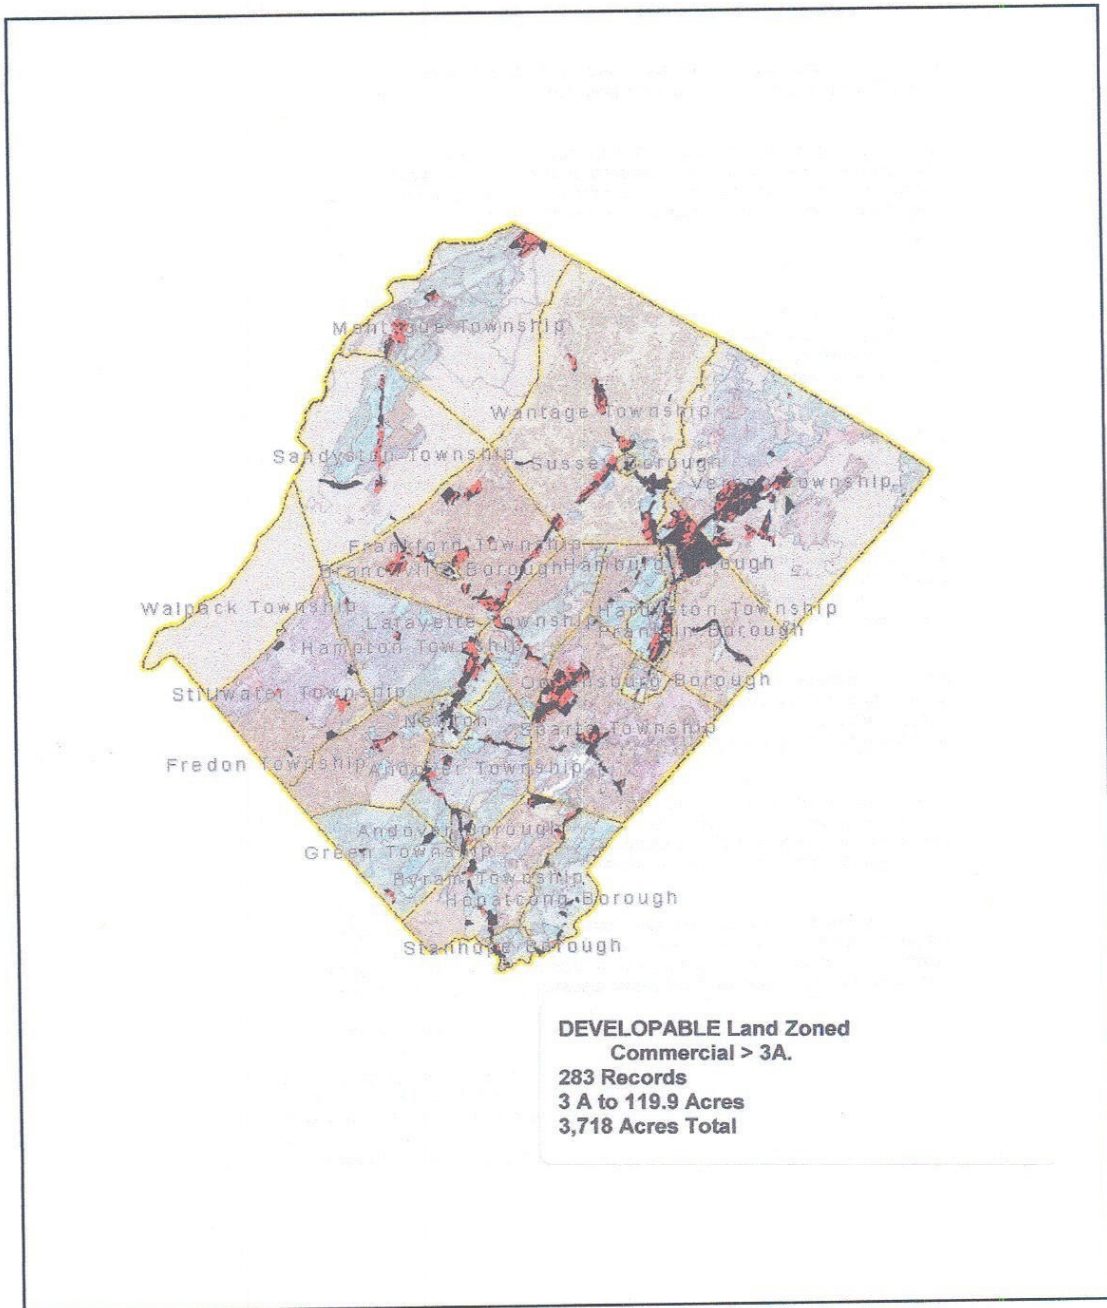 Montague Township
Wantage Township
Sandyston Township
Sussex Borough
Vernon Township
Frankford Township
Branchville Borough
Hamburg Borough
Walpack Township
Hardyston Township
Lafayette Township
Franklin Borough
Hampton Township
Ogdensburg Borough
Stillwater Township
Newton
Sparta Township
Fredon Township
Andover Township
Andover Borough
Green Township
Byram Township
Hopatcong Borough
Stanhope Borough
DEVELOPABLE Land Zoned
Commercial > 3A.
283 Records
3 A to 119.9 Acres
3,718 Acres Total